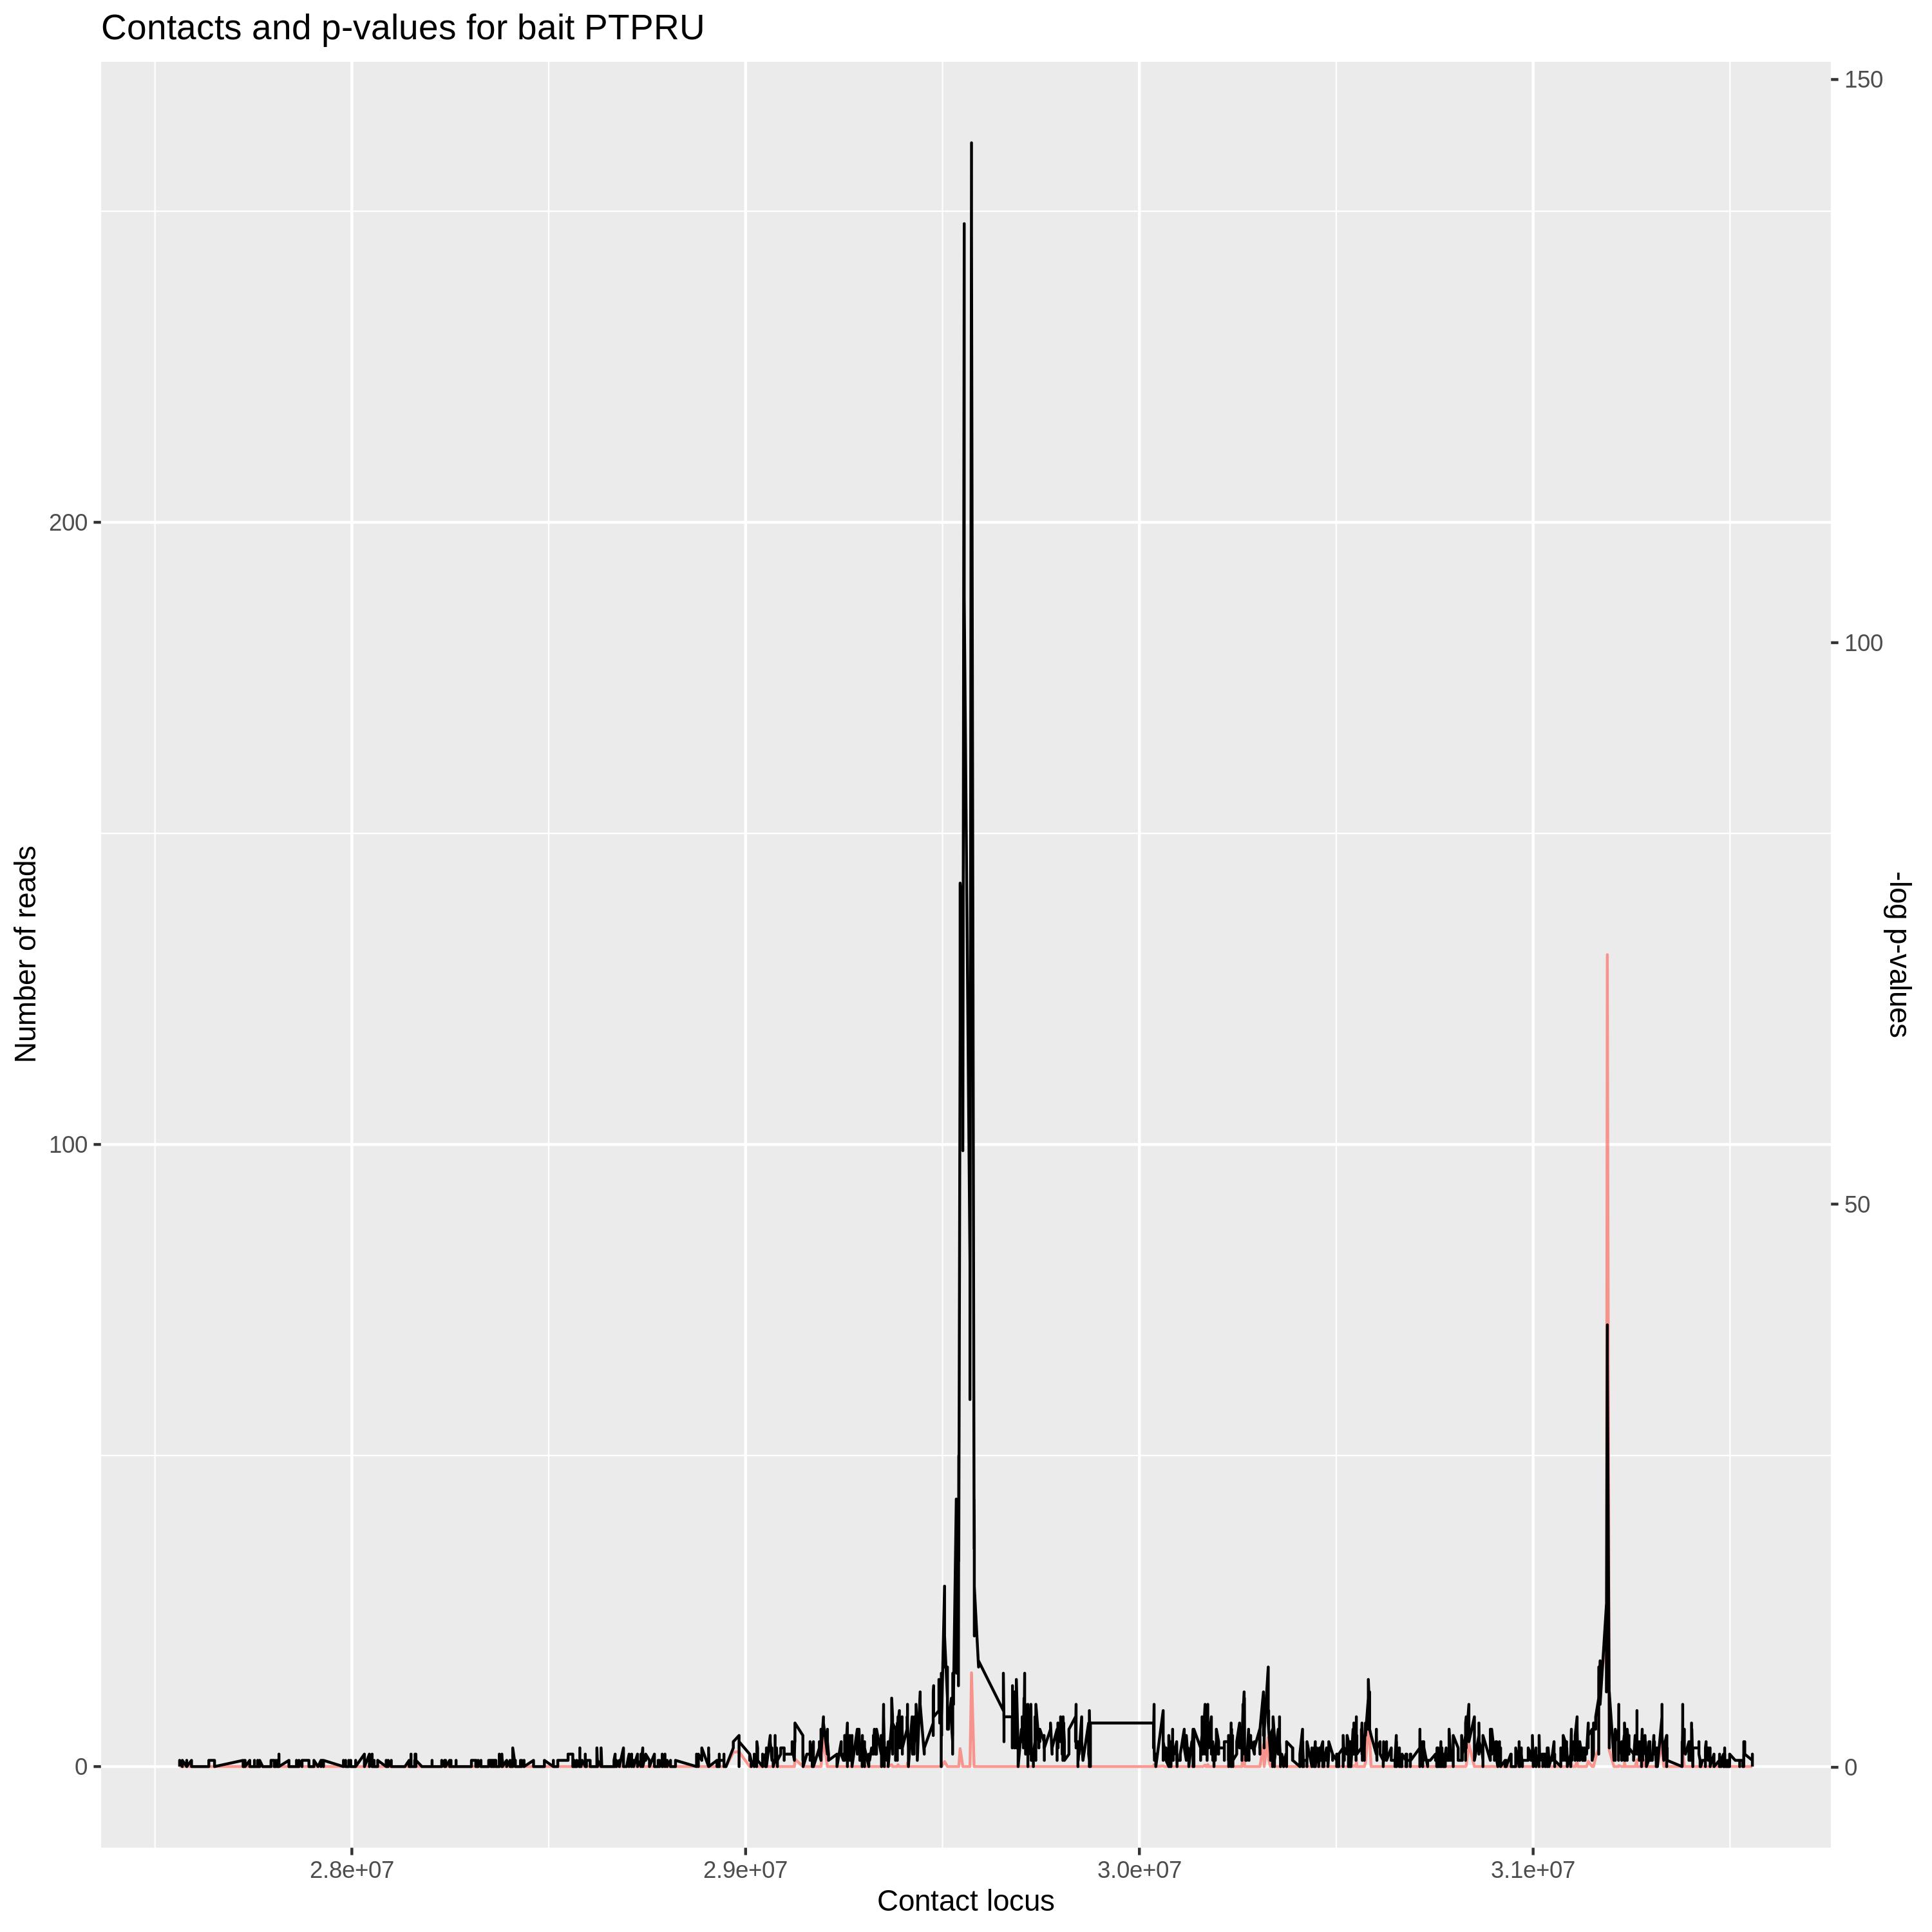 Contacts and p-values for bait PTPRU
150
200
100
100
50
0
0
Number of reads
-log p-values
2.8e+07
2.9e+07
3.0e+07
3.1e+07
Contact locus